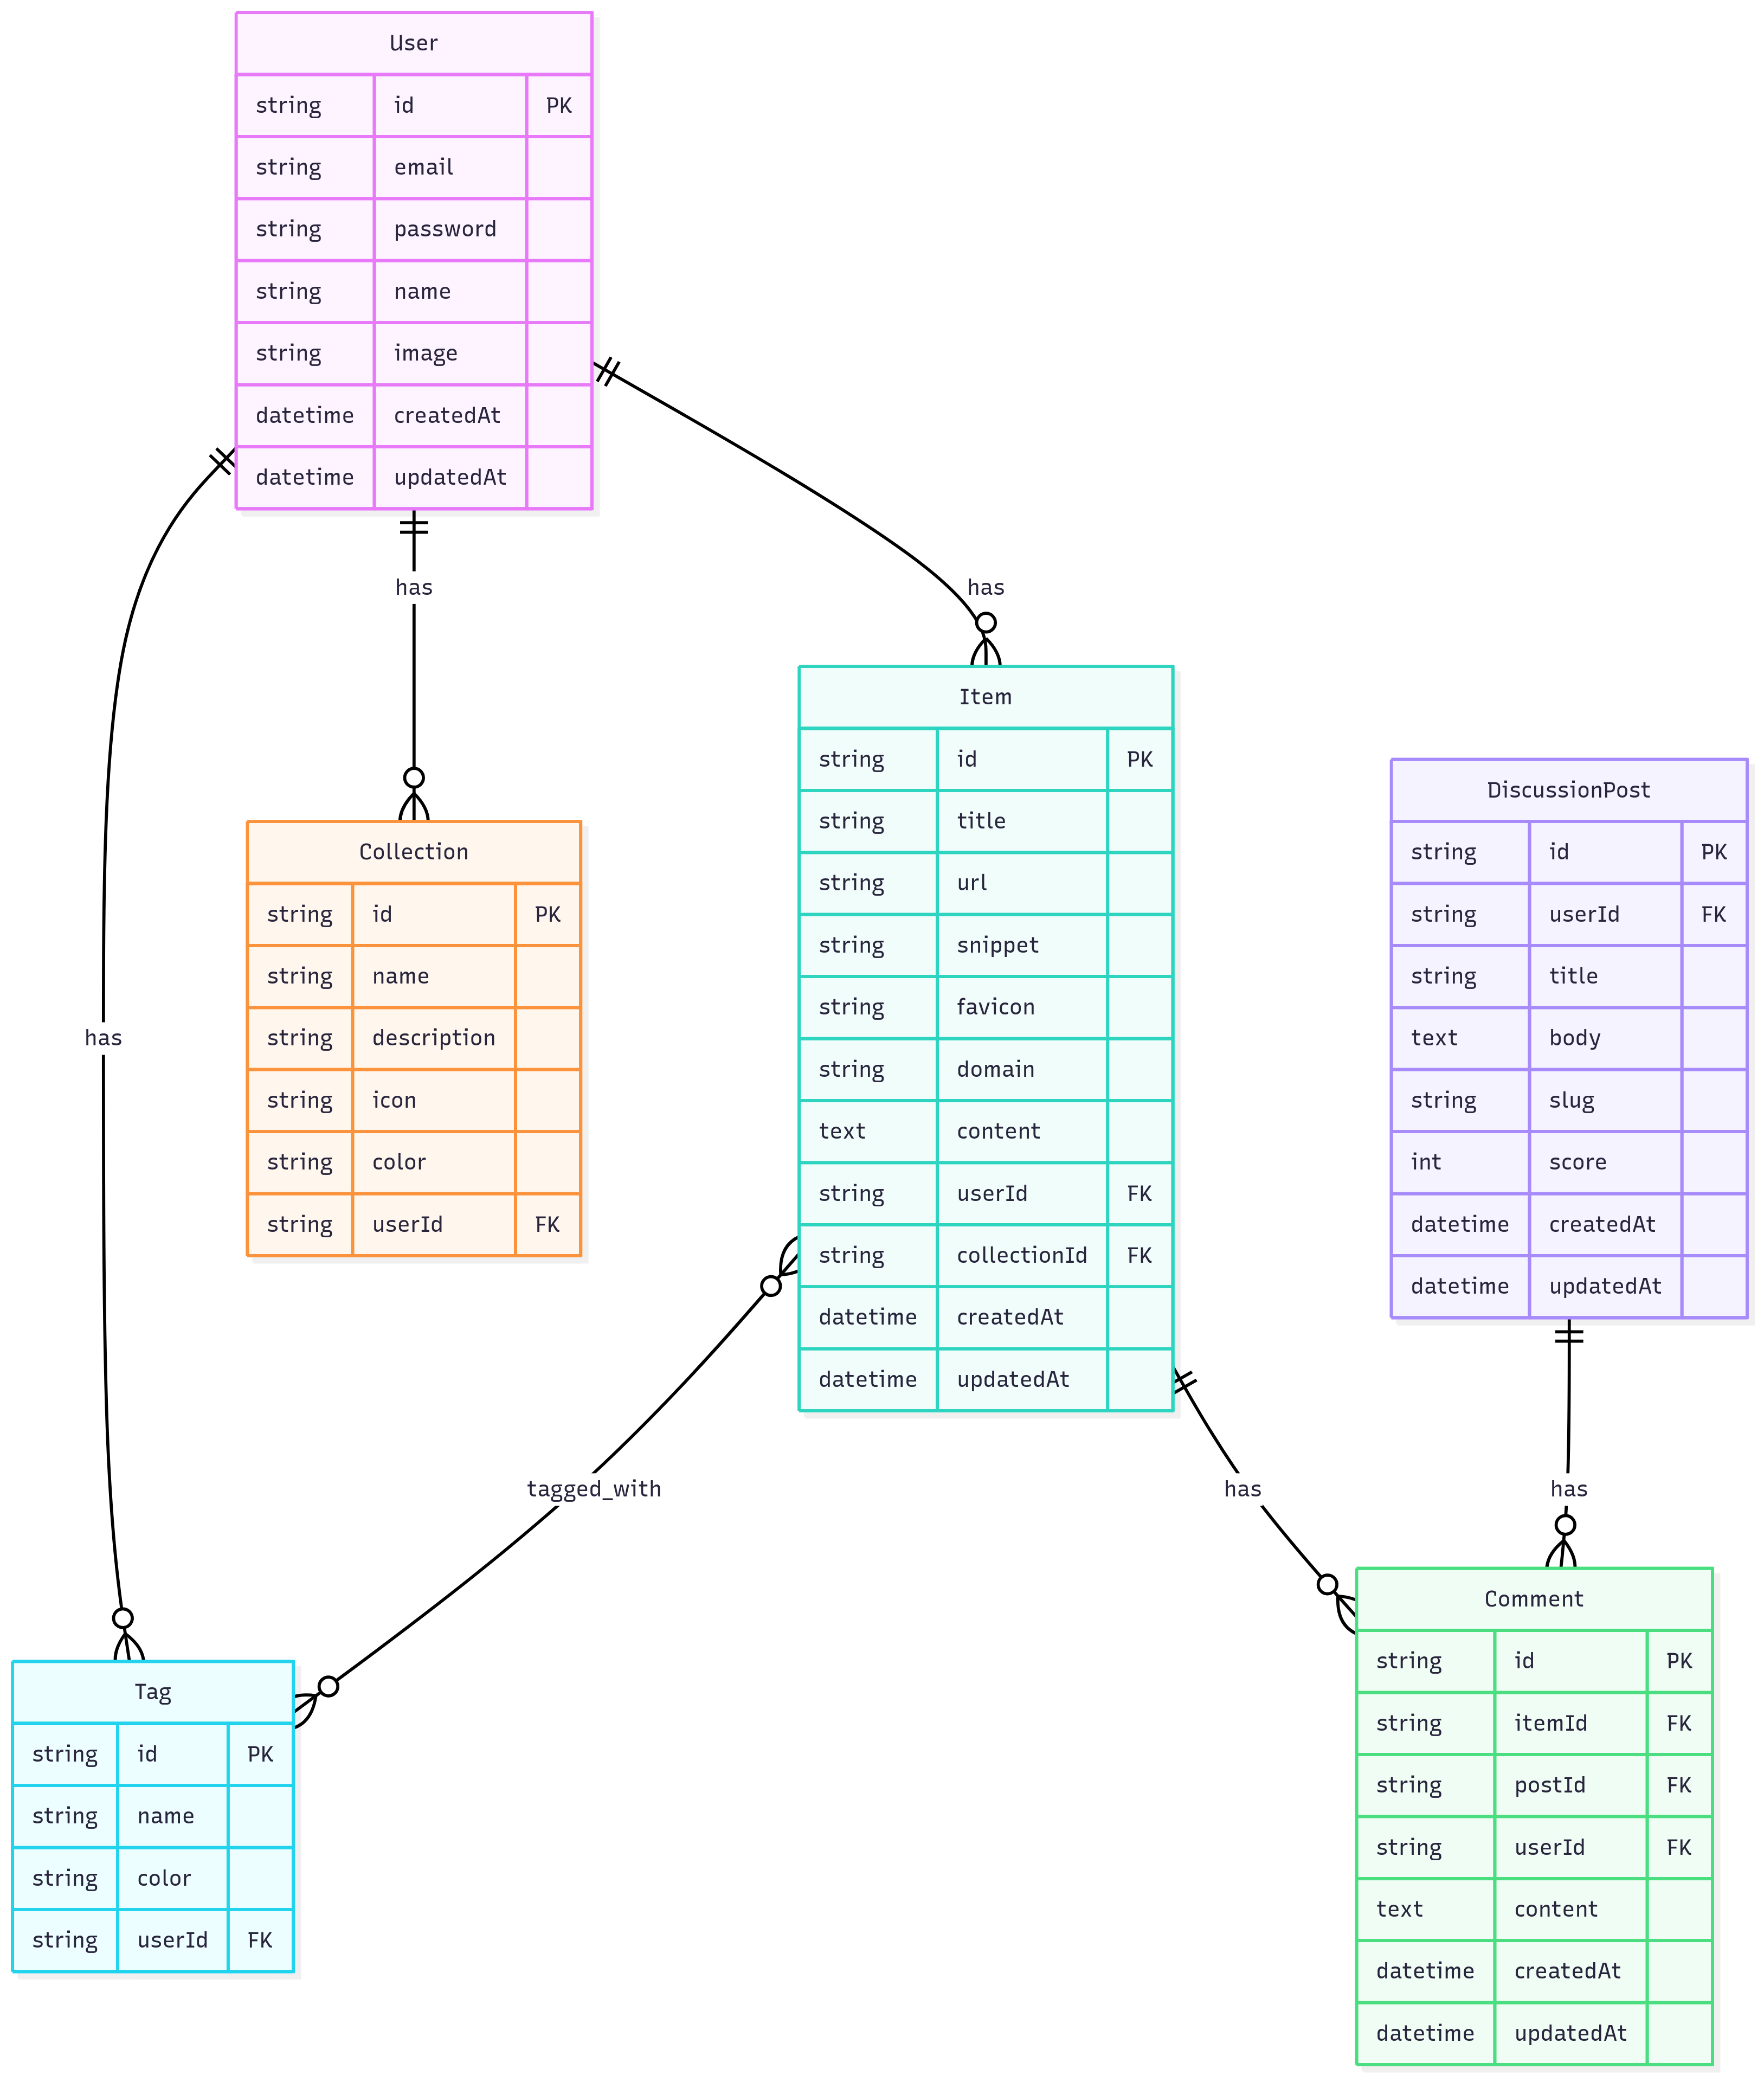 User
string id PK
string email
string password
string name
string image
datetime createdAt
datetime updatedAt
has
has
has
Item
string id PK
string title
string url
string snippet
string favicon
string domain
text content
string userId FK
string collectionId FK
datetime createdAt
datetime updatedAt
DiscussionPost
string id PK
string userId FK
string title
text body
string slug
int score
datetime createdAt
datetime updatedAt
Collection
string id PK
string name
string description
string icon
string color
string userId FK
tagged_with
has
has
Tag
string id PK
string name
string color
string userId FK
Comment
string id PK
string itemId FK
string postId FK
string userId FK
text content
datetime createdAt
datetime updatedAt